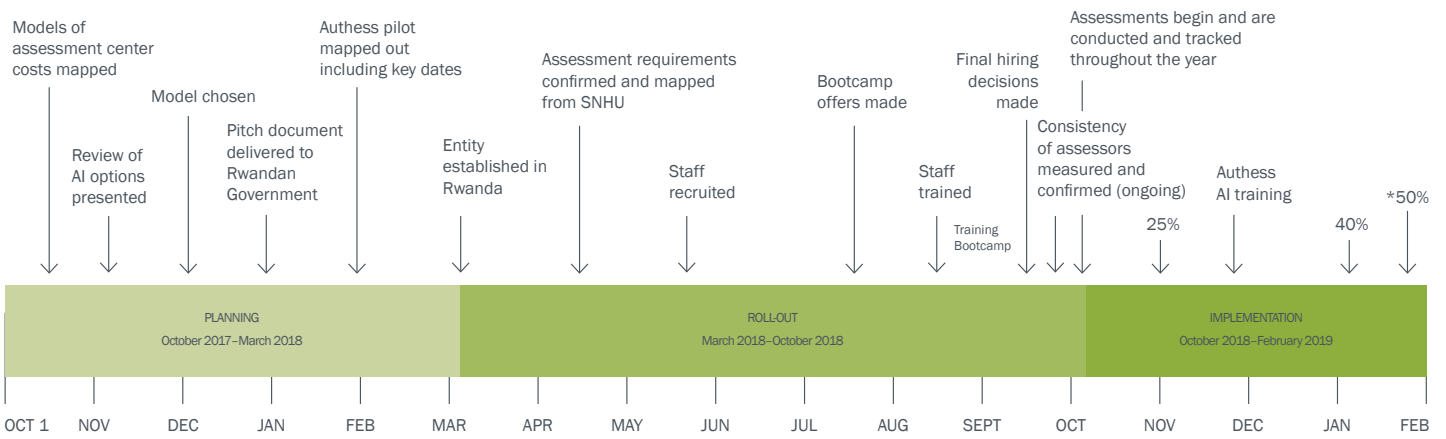 Models of
assessment center
costs mapped
Review of
AI options
presented
Model chosen
Pitch document
delivered to
Rwandan
Government
Authess pilot
mapped out
including key dates
Entity
established in
Rwanda
Assessment requirements
confirmed and mapped
from SNHU
Staff
recruited
Bootcamp
offers made
Staff
trained
Training
Bootcamp
Final hiring
decisions
made
Consistency
of assessors
measured and
confirmed (ongoing)
Assessments begin and are
conducted and tracked
throughout the year
25%
Authess
AI training
40%
*50%
PLANNING
October 2017–March 2018
ROLL-OUT
March 2018–October 2018
IMPLEMENTATION
October 2018–February 2019
OCT 1 NOV DEC JAN FEB MAR APR MAY JUN JUL AUG SEPT OCT NOV DEC JAN FEB